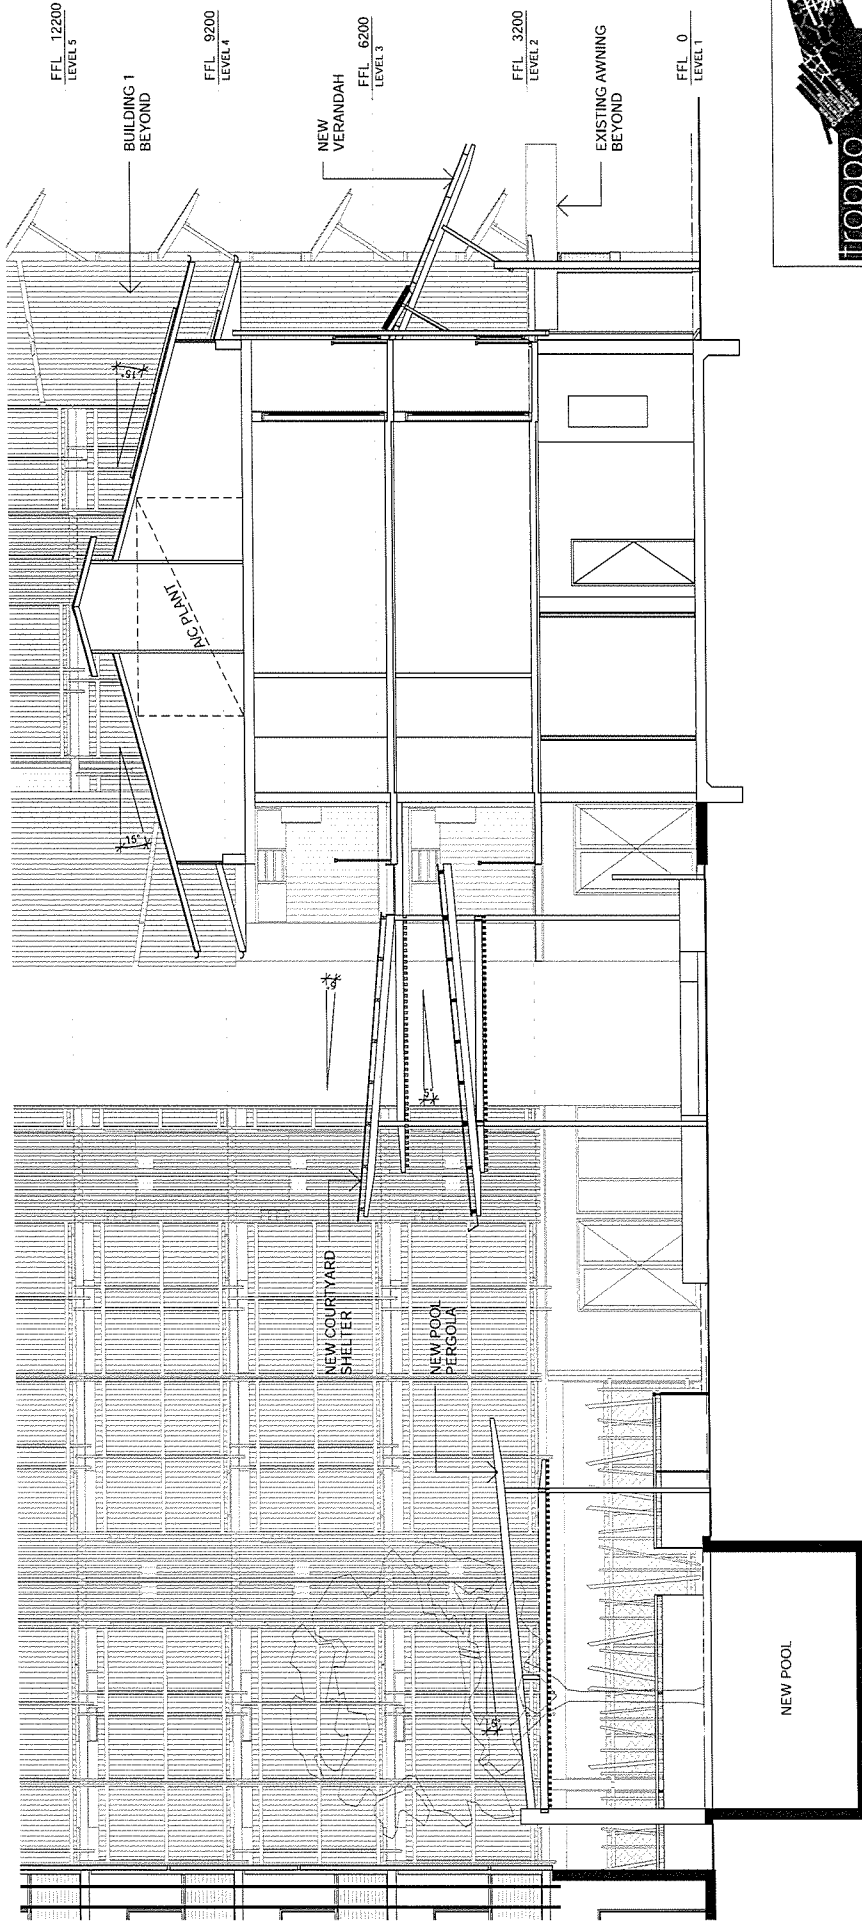 FFL 12200
LEVEL 5
FFL 9200
LEVEL 4
FFL 6200
LEVEL 3
FFL 3200
LEVEL 2
FFL 0
LEVEL 1
BUILDING 1
BEYOND
NEW
VERANDAH
EXISTING AWNING
BEYOND
15°
A/C PLANT
15°
5°
NEW COURTYARD
SHELTER
NEW POOL
PERGOLA
NEW POOL
troppo